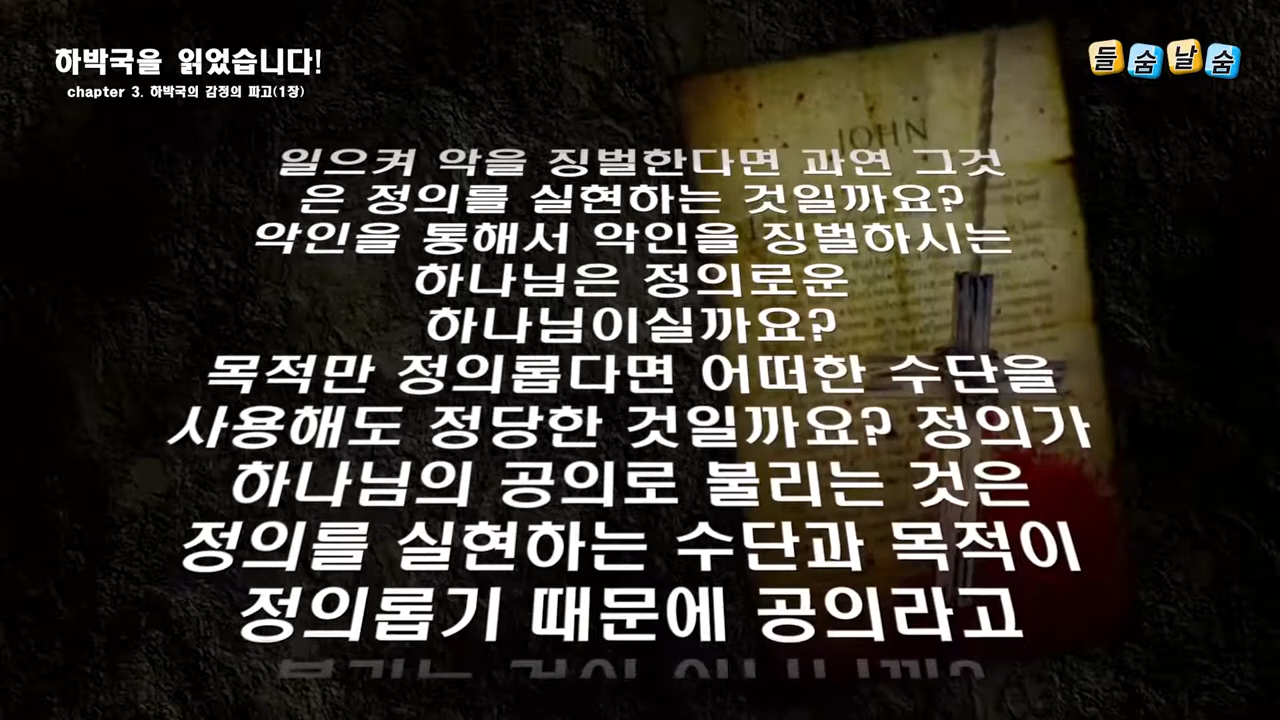 하박국을 읽었습니다!
chapter 3. 하박국의 감정의 파고(1장)
들숨날숨
JOHN
일으켜 악을 징벌한다면 과연 그것
은 정의를 실현하는 것일까요?
악인을 통해서 악인을 징벌하시는
하나님은 정의로운
하나님이실까요?
목적만 정의롭다면 어떠한 수단을
사용해도 정당한 것일까요? 정의가
하나님의 공의로 불리는 것은
정의를 실현하는 수단과 목적이
정의롭기 때문에 공의라고